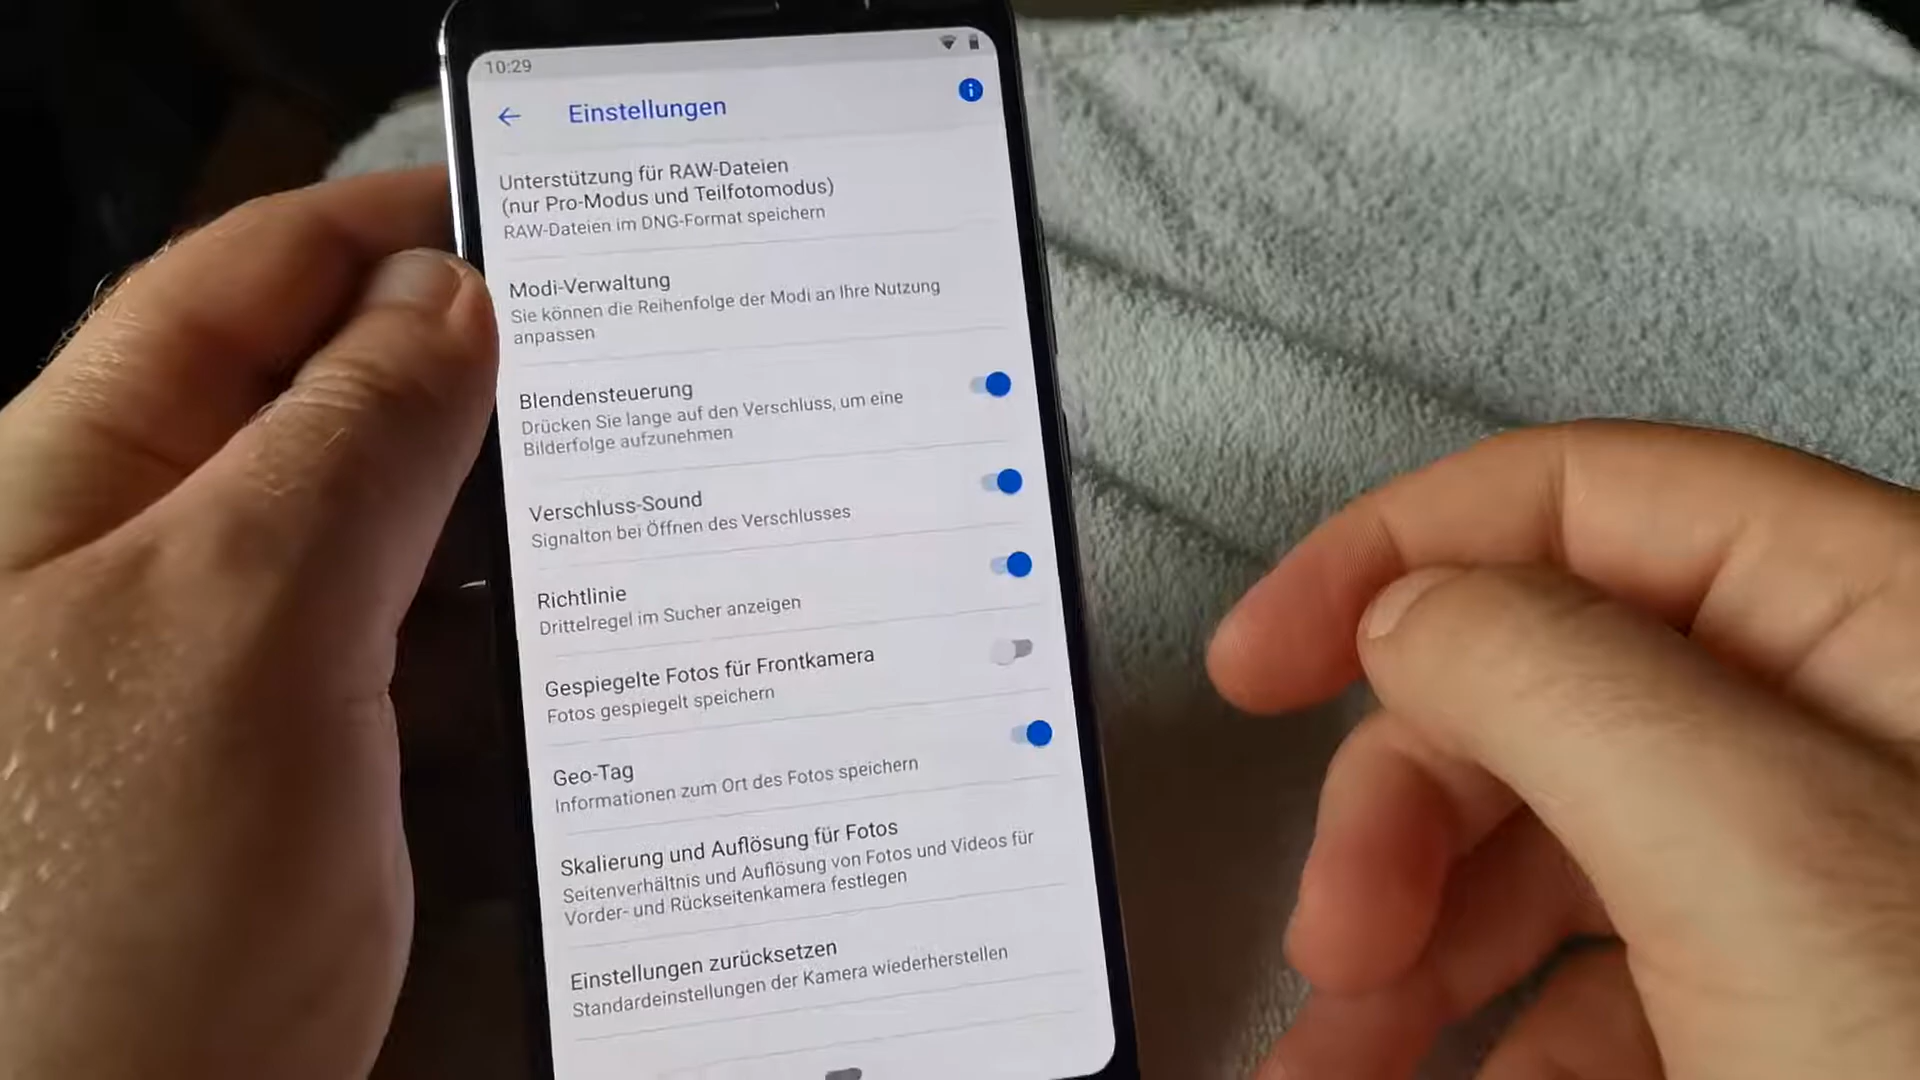 10:29
Einstellungen
Unterstützung für RAW-Dateien
(nur Pro-Modus und Teilfotomodus)
RAW-Dateien im DNG-Format speichern
Modi-Verwaltung
Sie können die Reihenfolge der Modi an Ihre Nutzung
anpassen
Blendensteuerung
Drücken Sie lange auf den Verschluss, um eine
Bilderfolge aufzunehmen
Verschluss-Sound
Signalton bei Öffnen des Verschlusses
Richtlinie
Drittelregel im Sucher anzeigen
Gespiegelte Fotos für Frontkamera
Fotos gespiegelt speichern
Geo-Tag
Informationen zum Ort des Fotos speichern
Skalierung und Auflösung für Fotos
Seitenverhältnis und Auflösung von Fotos und Videos für
Vorder- und Rückseitenkamera festlegen
Einstellungen zurücksetzen
Standardeinstellungen der Kamera wiederherstellen